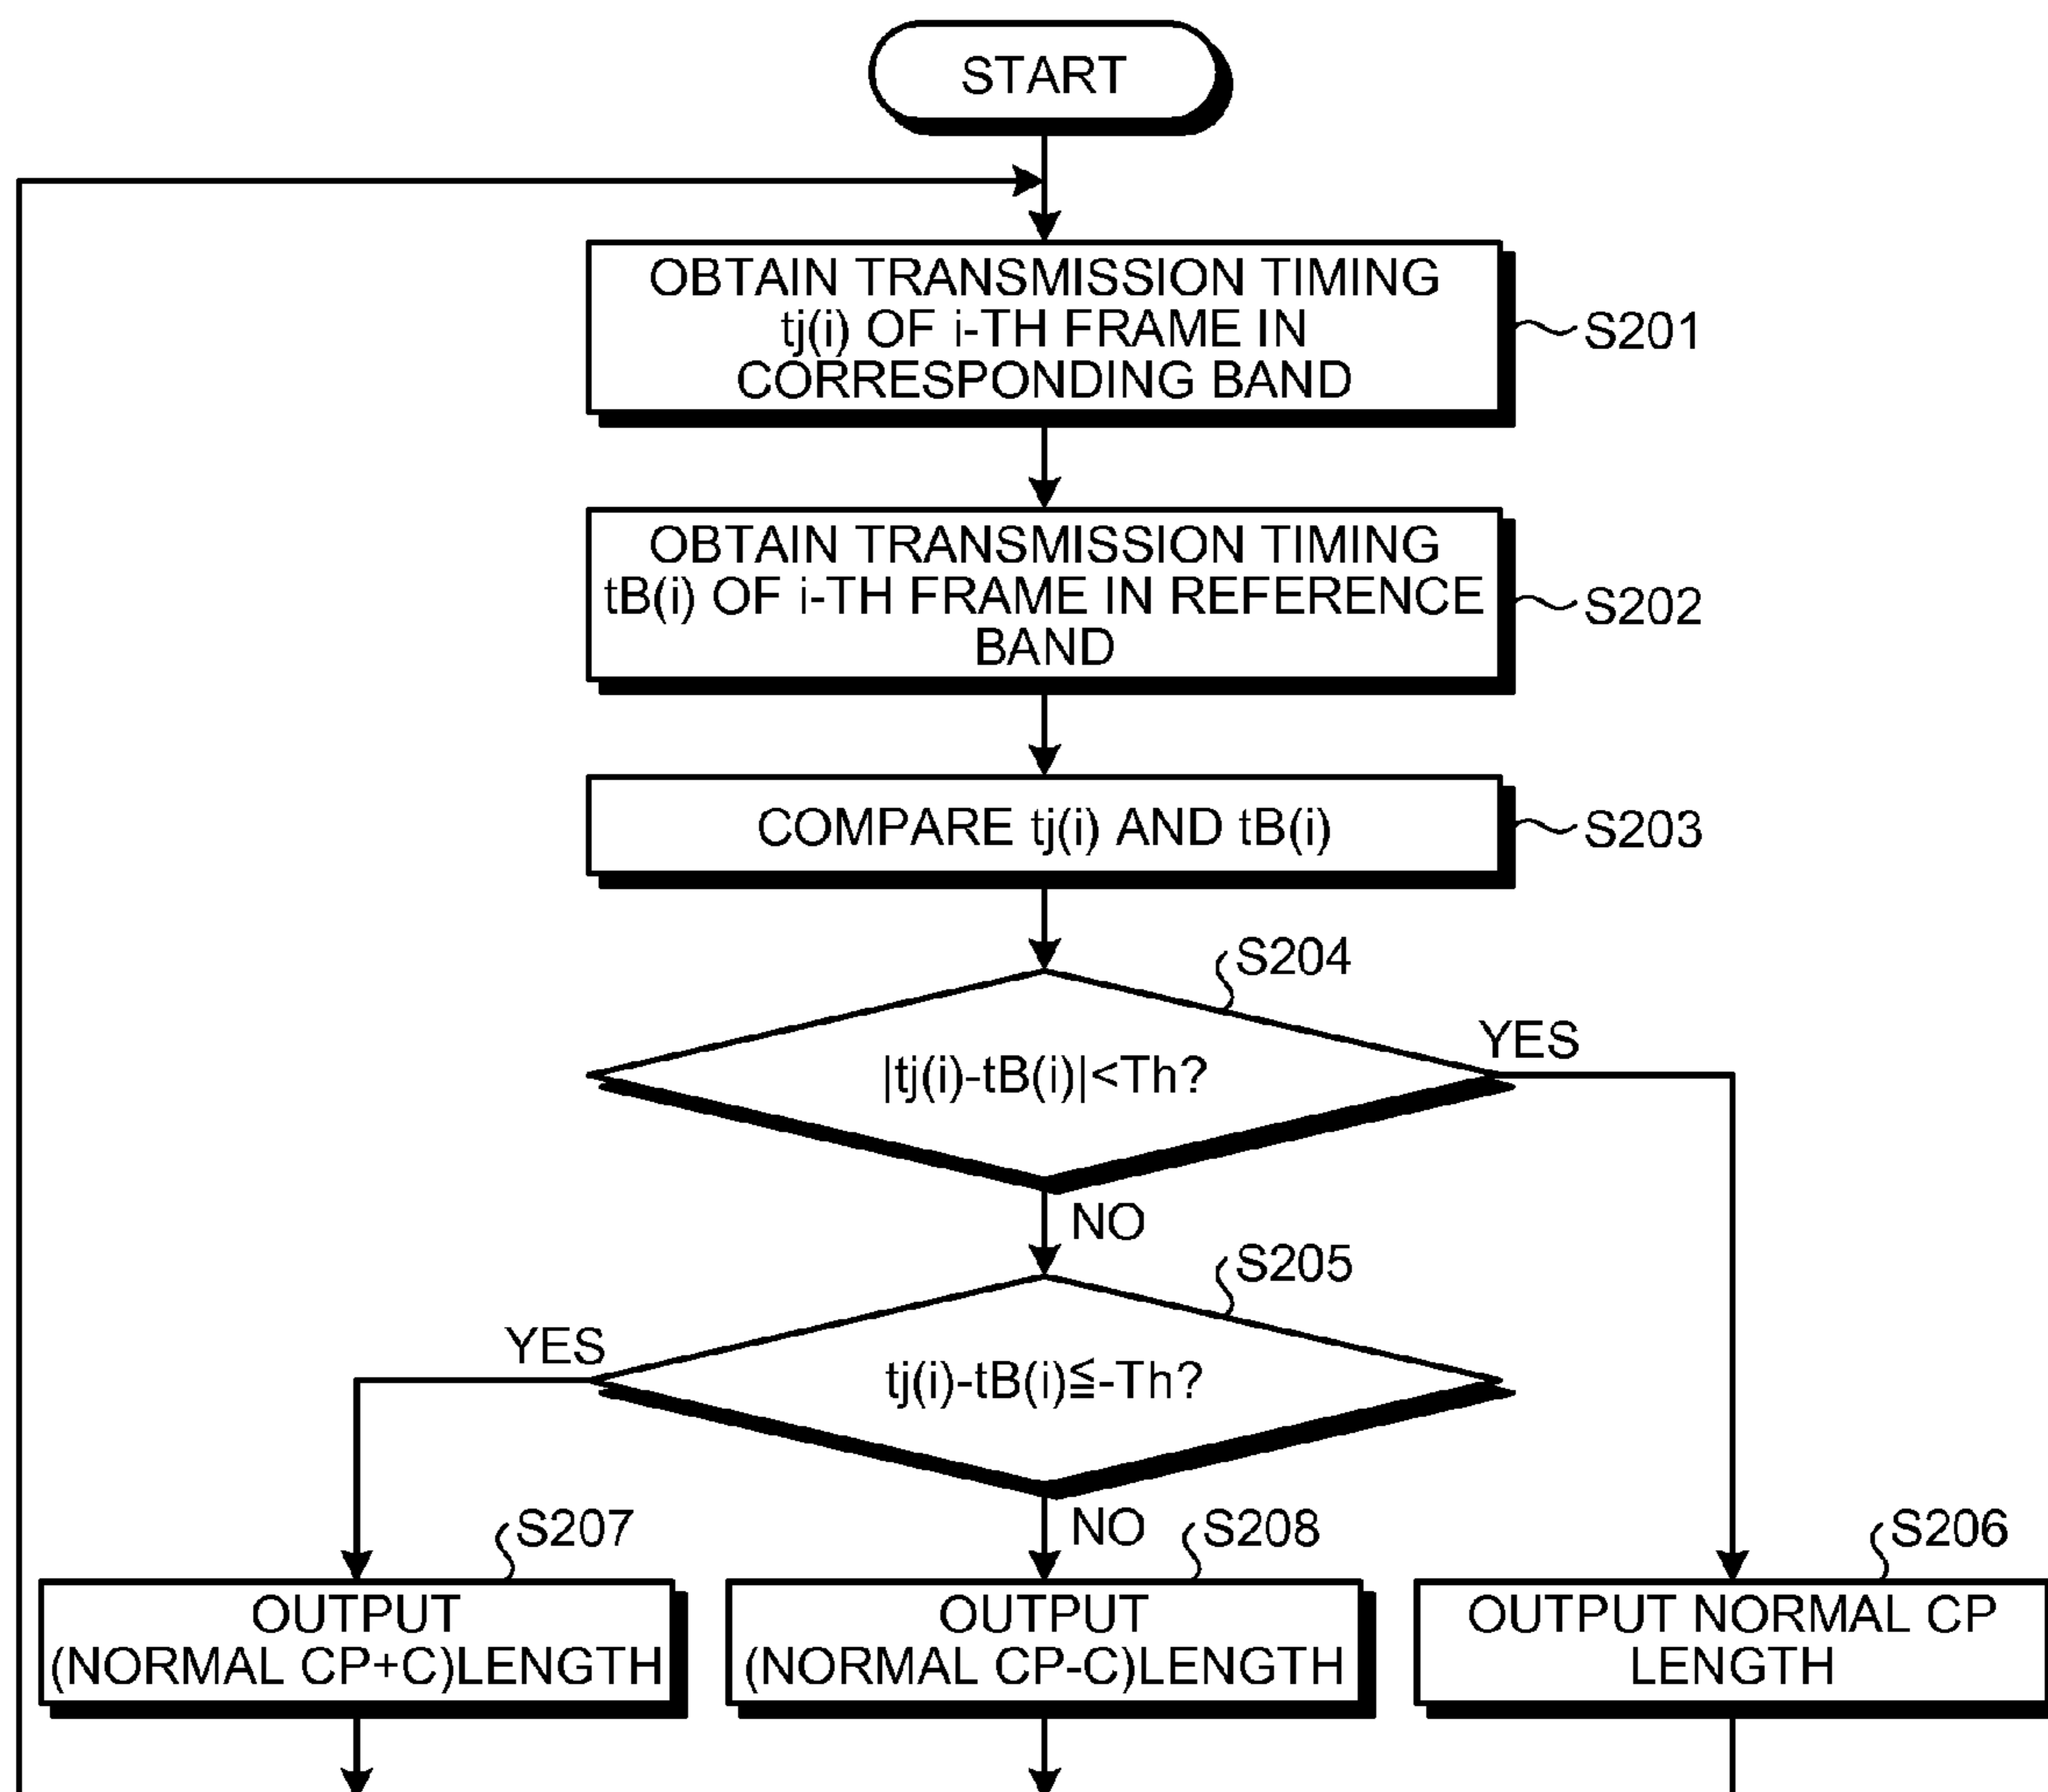 START
OBTAIN TRANSMISSION TIMING
tj(i) OF i-TH FRAME IN
CORRESPONDING BAND
S201
OBTAIN TRANSMISSION TIMING
tB(i) OF i-TH FRAME IN REFERENCE
BAND
S202
COMPARE tj(i) AND tB(i)
S203
S204
|tj(i)-tB(i)|<Th?
YES
NO
S205
tj(i)-tB(i)≦-Th?
YES
NO
S207
OUTPUT
(NORMAL CP+C)LENGTH
S208
OUTPUT
(NORMAL CP-C)LENGTH
S206
OUTPUT NORMAL CP
LENGTH